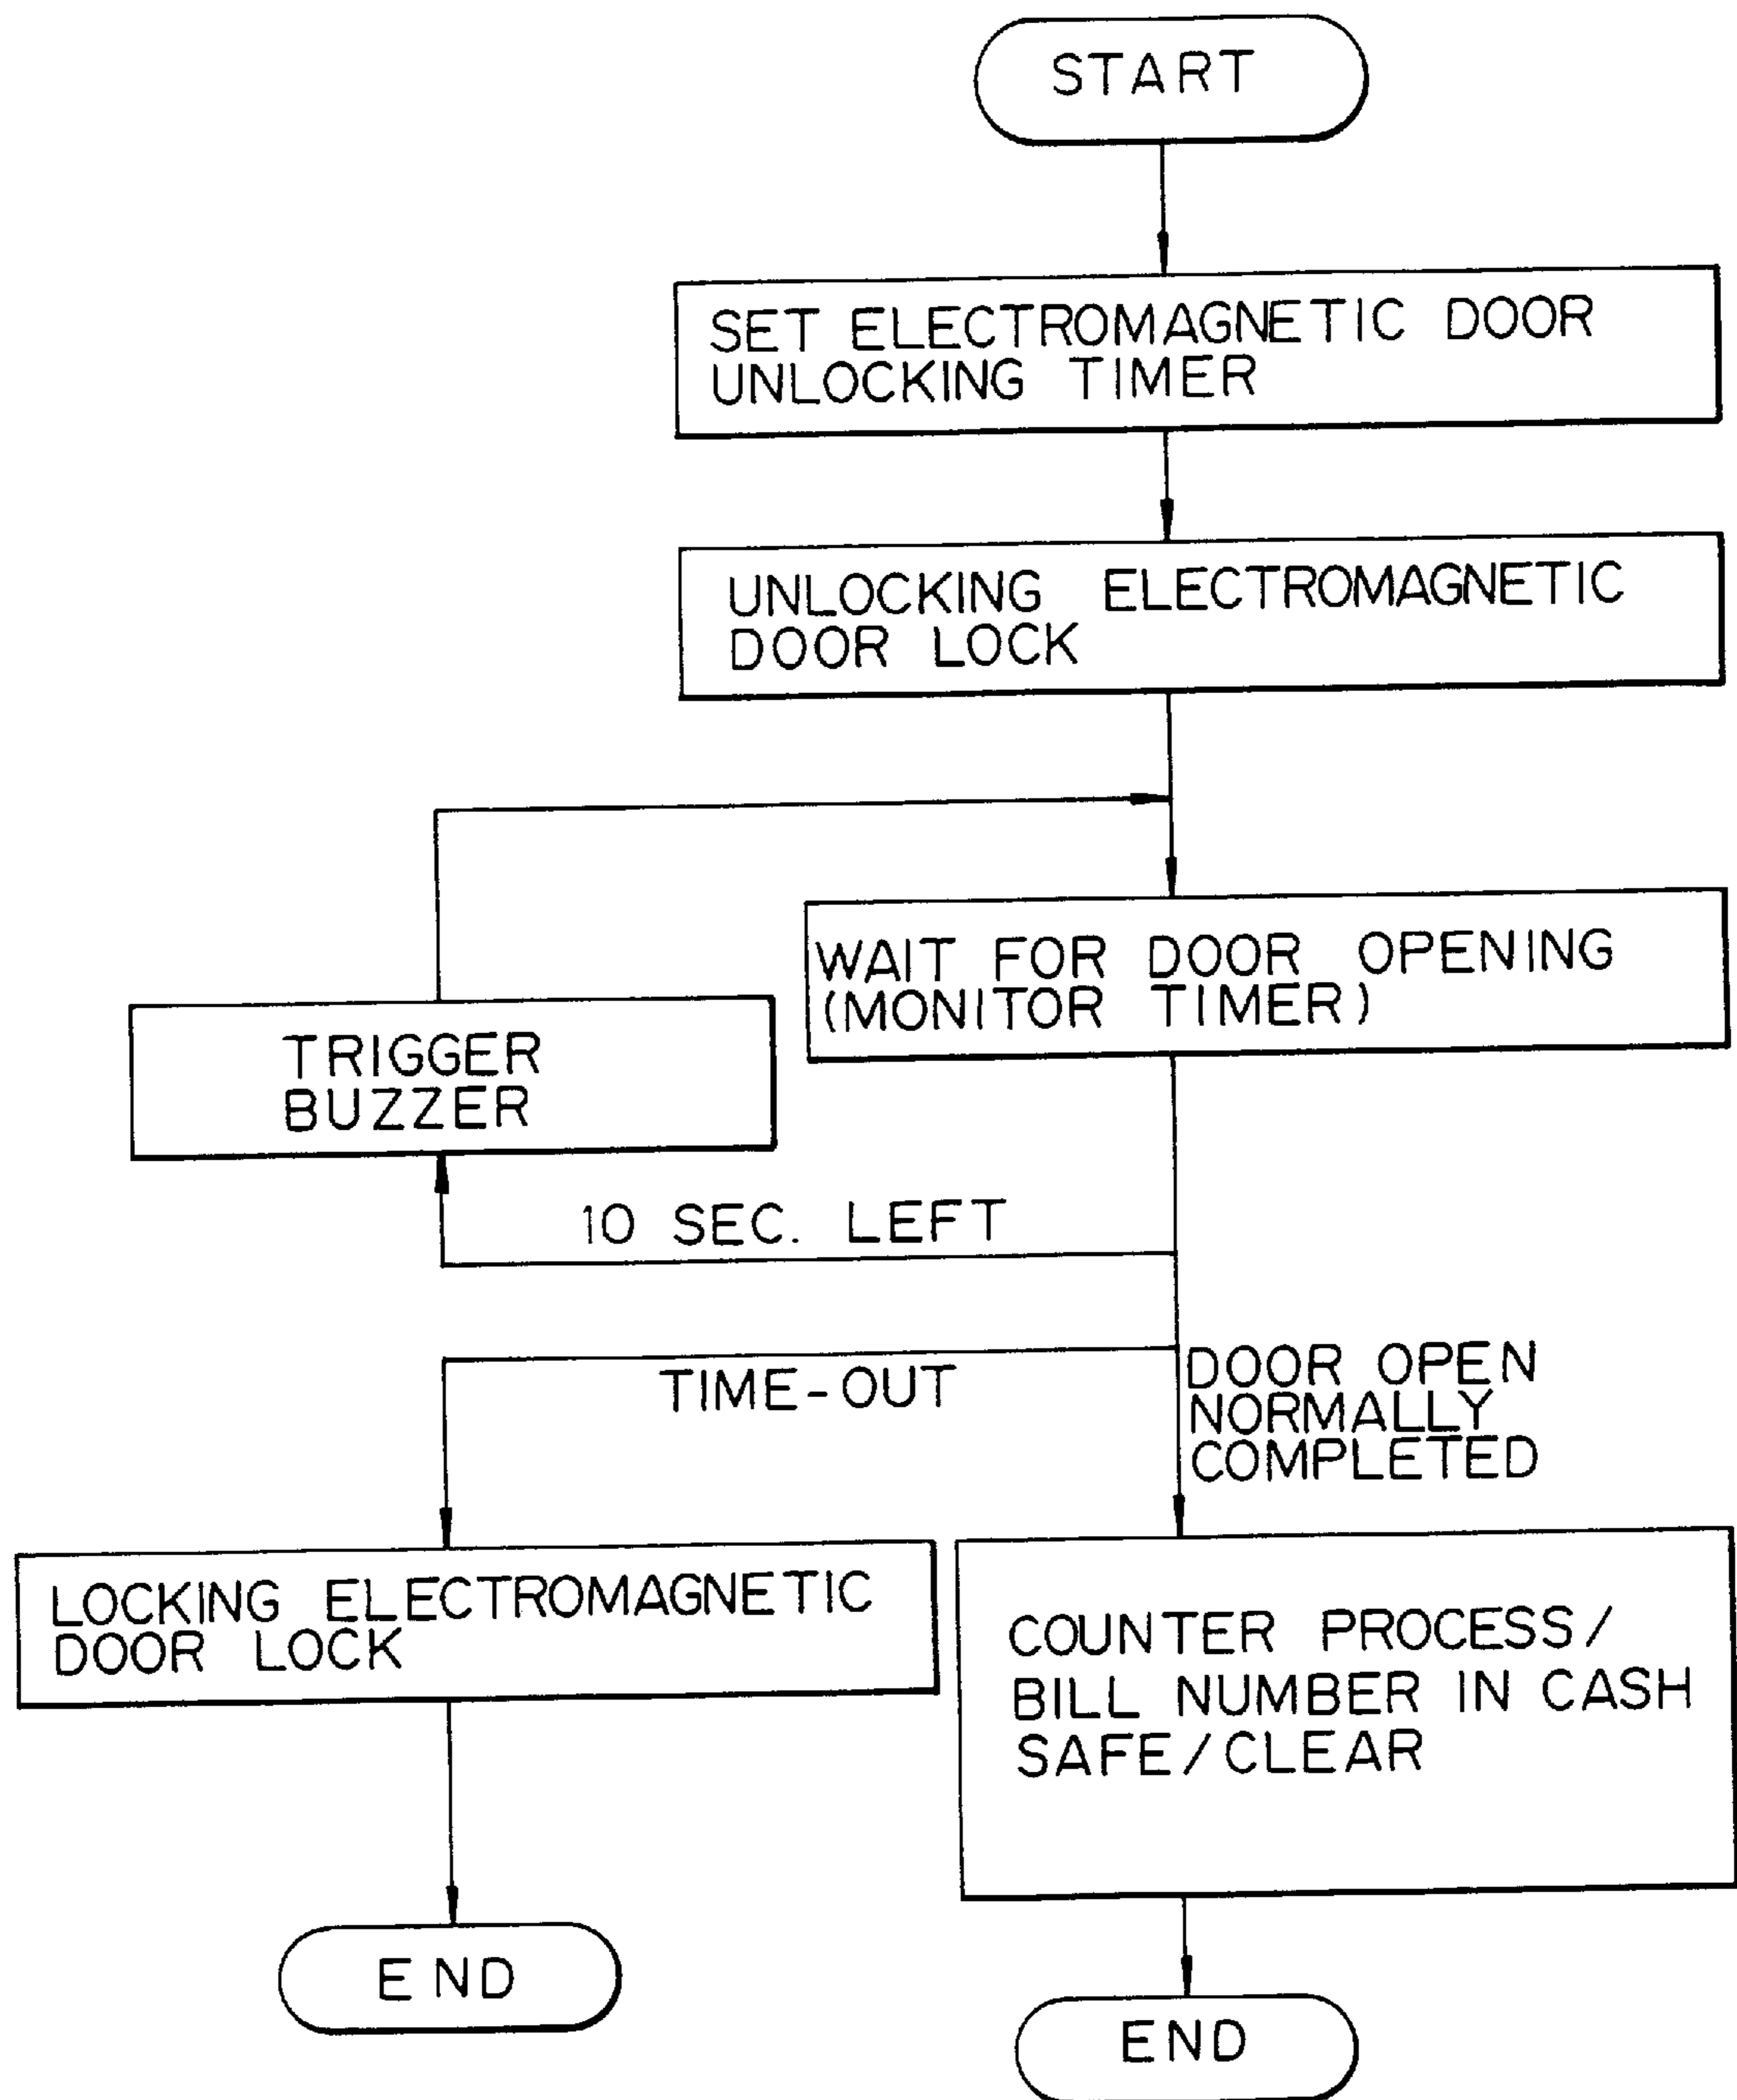 START
SET ELECTROMAGNETIC DOOR
UNLOCKING TIMER
UNLOCKING ELECTROMAGNETIC
DOOR LOCK
WAIT FOR DOOR OPENING
(MONITOR TIMER)
TRIGGER
BUZZER
10 SEC. LEFT
TIME-OUT
DOOR OPEN
NORMALLY
COMPLETED
LOCKING ELECTROMAGNETIC
DOOR LOCK
COUNTER PROCESS/
BILL NUMBER IN CASH
SAFE/CLEAR
END
END